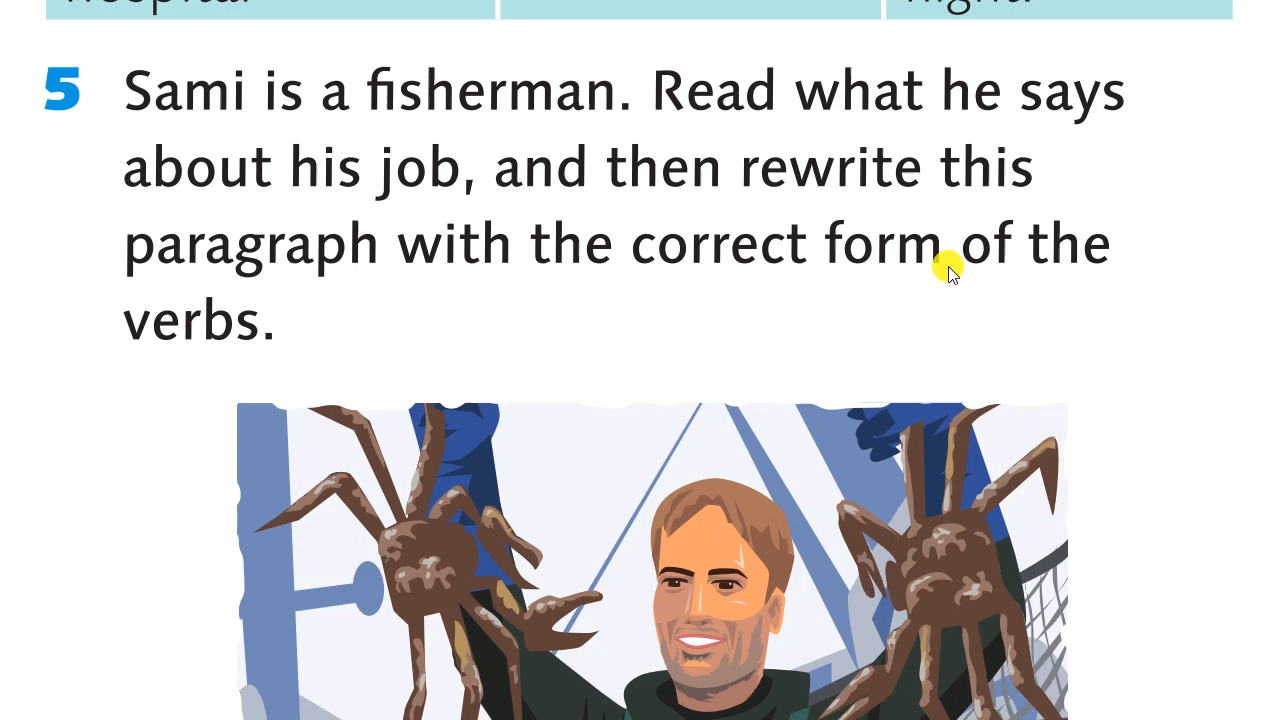 5 Sami is a fisherman. Read what he says
about his job, and then rewrite this
paragraph with the correct form of the
verbs.